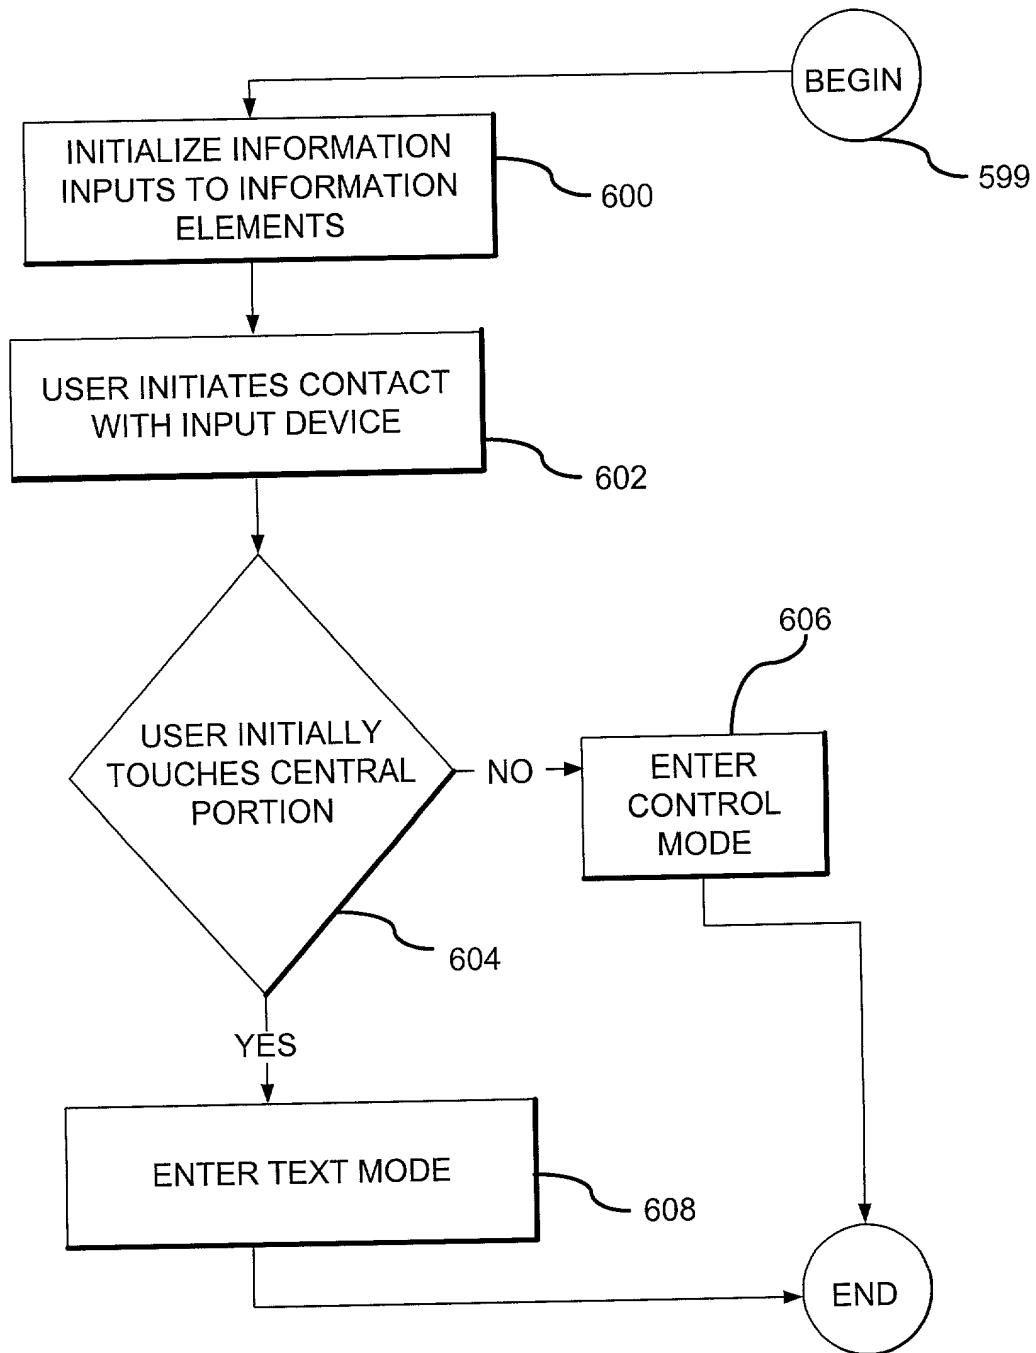 BEGIN
599
INITIALIZE INFORMATION
INPUTS TO INFORMATION
ELEMENTS
600
USER INITIATES CONTACT
WITH INPUT DEVICE
602
USER INITIALLY
TOUCHES CENTRAL
PORTION
604
NO
606
ENTER
CONTROL
MODE
YES
ENTER TEXT MODE
608
END